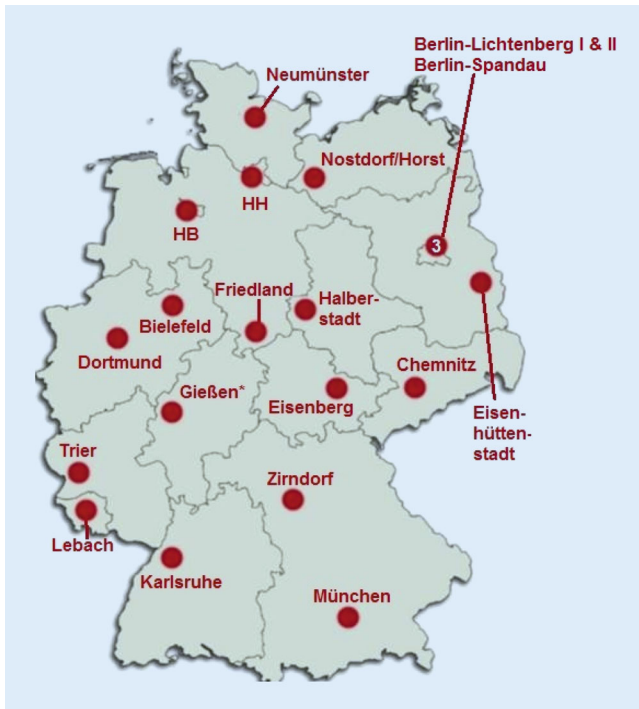 Berlin-Lichtenberg I & II
Berlin-Spandau
Neumünster
Nostdorf/Horst
HH
HB
3
Friedland
Halber-
stadt
Bielefeld
Dortmund
Chemnitz
Gießen*
Eisenberg
Eisen-
hütten-
stadt
Trier
Zirndorf
Lebach
Karlsruhe
München